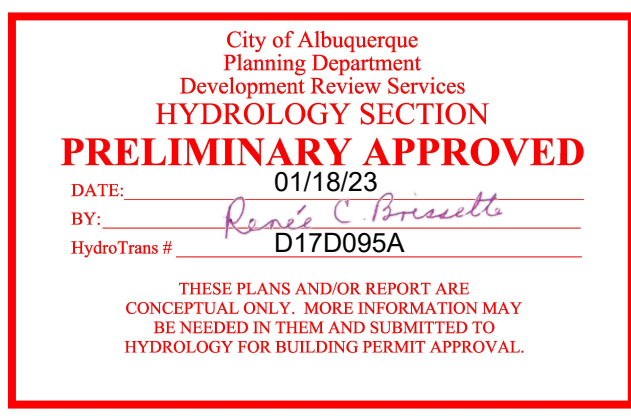 City of Albuquerque
Planning Department
Development Review Services
HYDROLOGY SECTION
PRELIMINARY APPROVED
DATE: 01/18/23
BY: Renée C. Brissette
HydroTrans # D17D095A
THESE PLANS AND/OR REPORT ARE
CONCEPTUAL ONLY. MORE INFORMATION MAY
BE NEEDED IN THEM AND SUBMITTED TO
HYDROLOGY FOR BUILDING PERMIT APPROVAL.